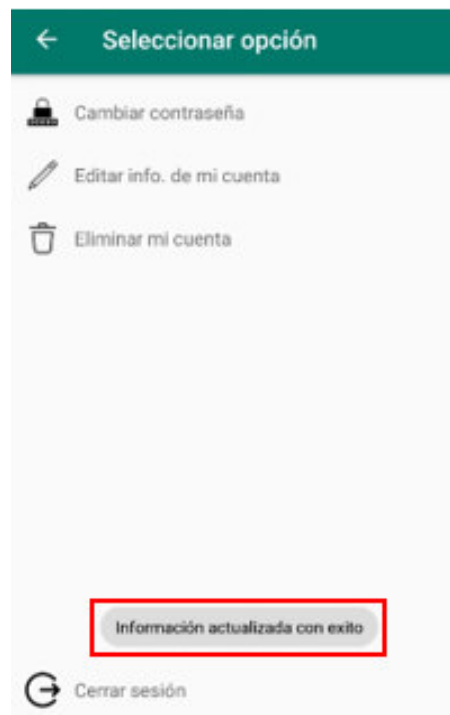 Seleccionar opción
Cambiar contraseña
Editar info. de mi cuenta
Eliminar mi cuenta
Información actualizada con exito
Cerrar sesión